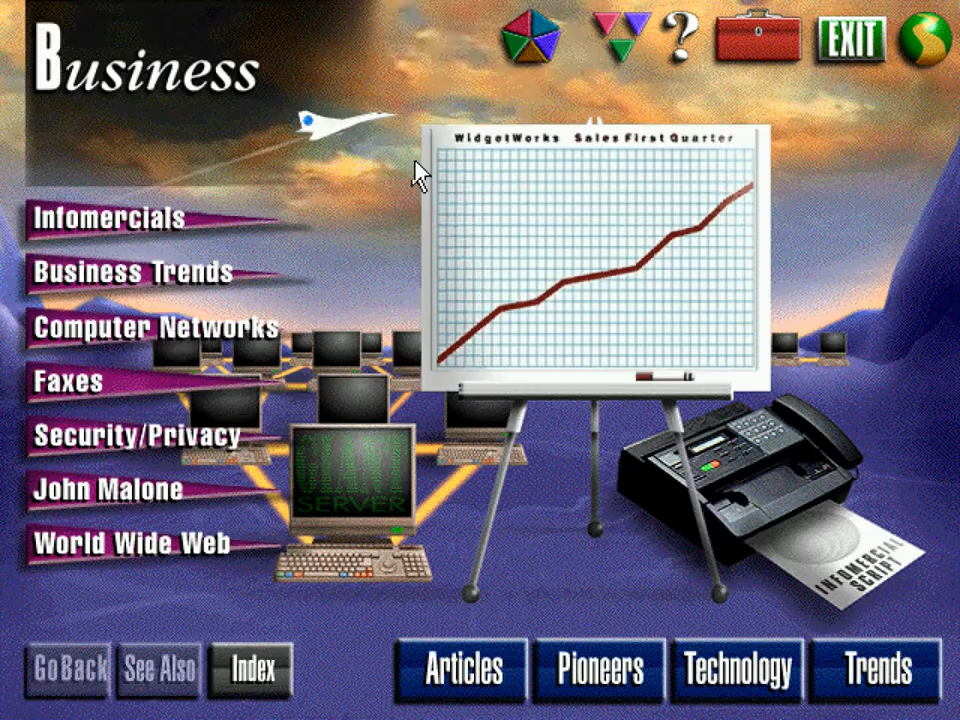 Business
?
EXIT
WidgetWorks Sales First Quarter
Infomercials
Business Trends
Computer Networks
Faxes
Security/Privacy
John Malone
World Wide Web
SERVER
INFOMERCIAL
SCRIPT
Go Back
See Also
Index
Articles
Pioneers
Technology
Trends